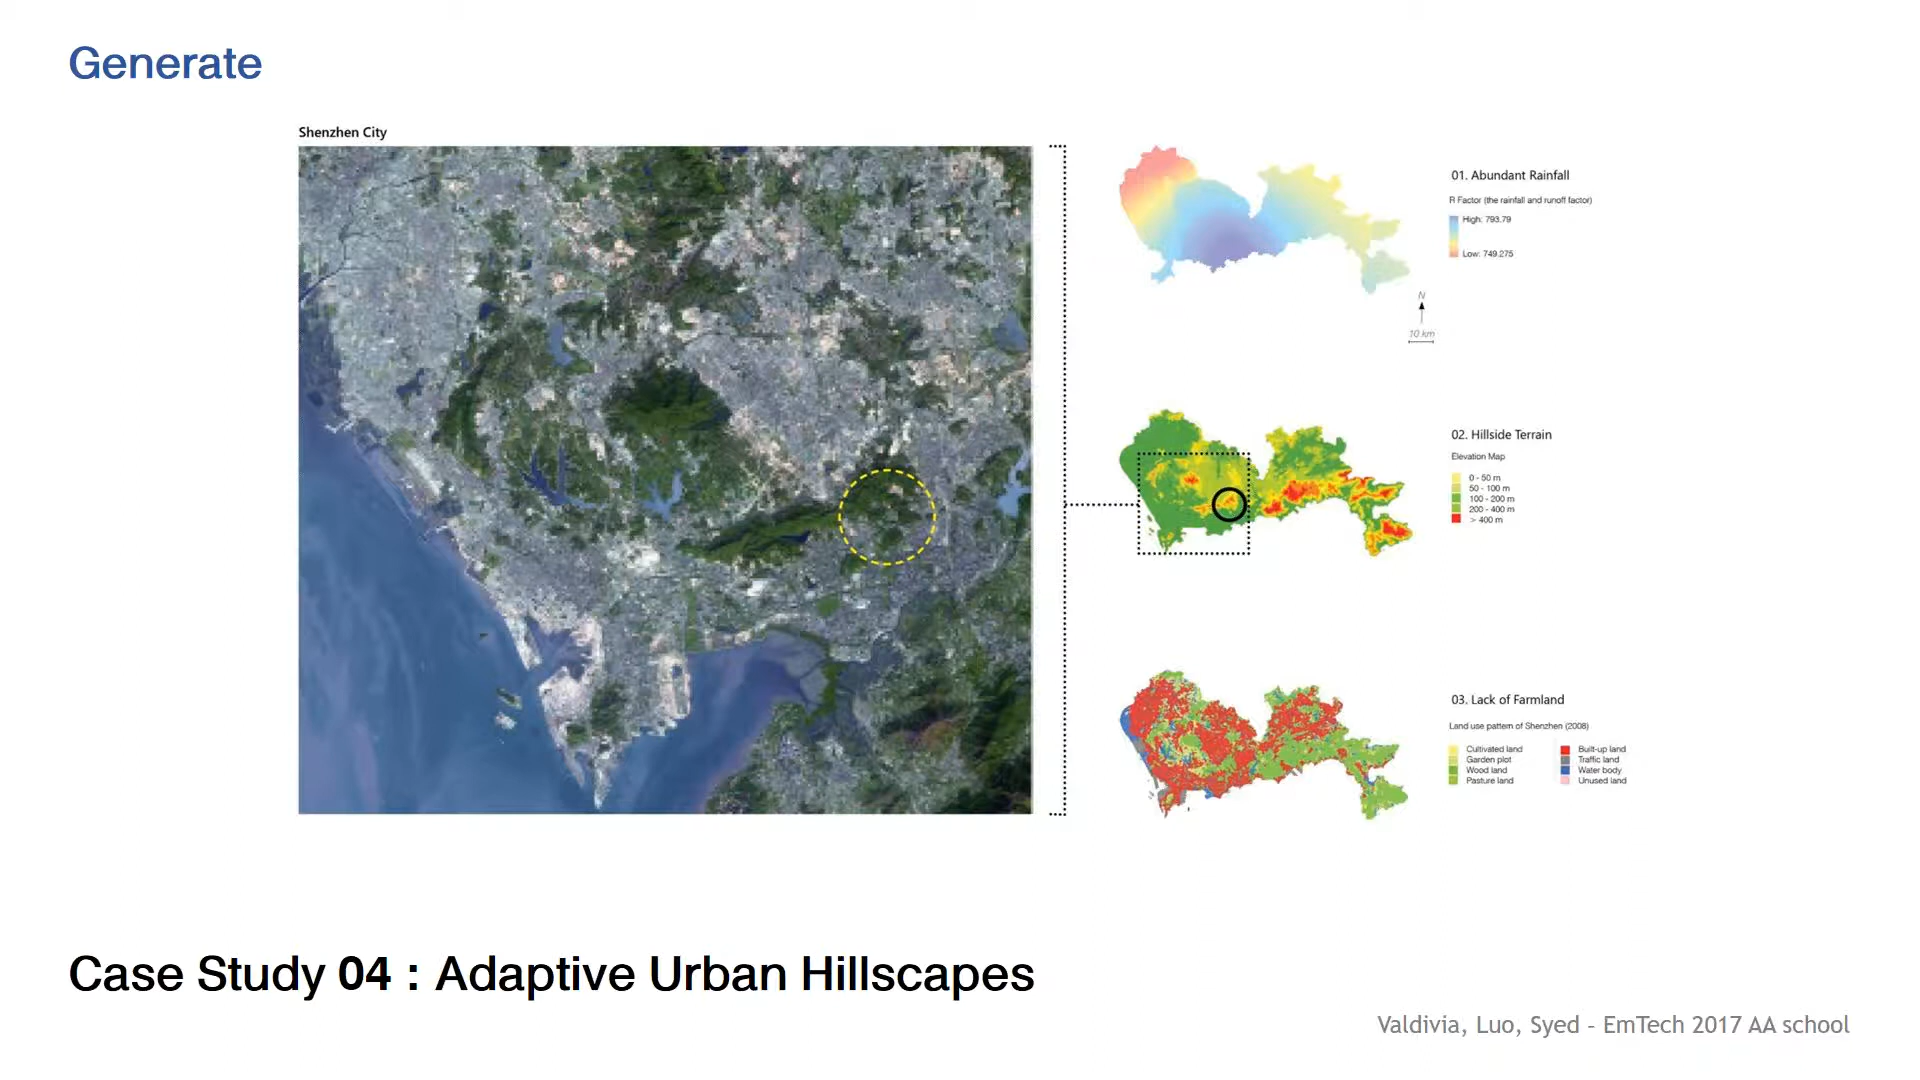 Generate
Shenzhen City
01. Abundant Rainfall
R Factor (the rainfall and runoff factor)
High: 793.79
Low: 749.275
N
10 km
02. Hillside Terrain
Elevation Map
0 - 50 m
50 - 100 m
100 - 200 m
200 - 400 m
> 400 m
03. Lack of Farmland
Land use pattern of Shenzhen (2008)
Cultivated land
Garden plot
Wood land
Pasture land
Built-up land
Traffic land
Water body
Unused land
Case Study 04 : Adaptive Urban Hillscapes
Valdivia, Luo, Syed - EmTech 2017 AA school